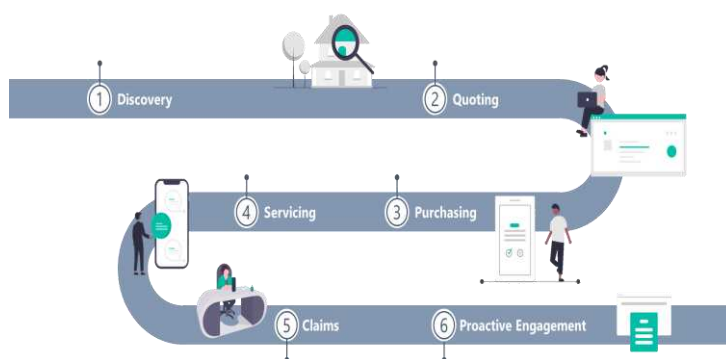 1 Discovery
2 Quoting
3 Purchasing
4 Servicing
5 Claims
6 Proactive Engagement